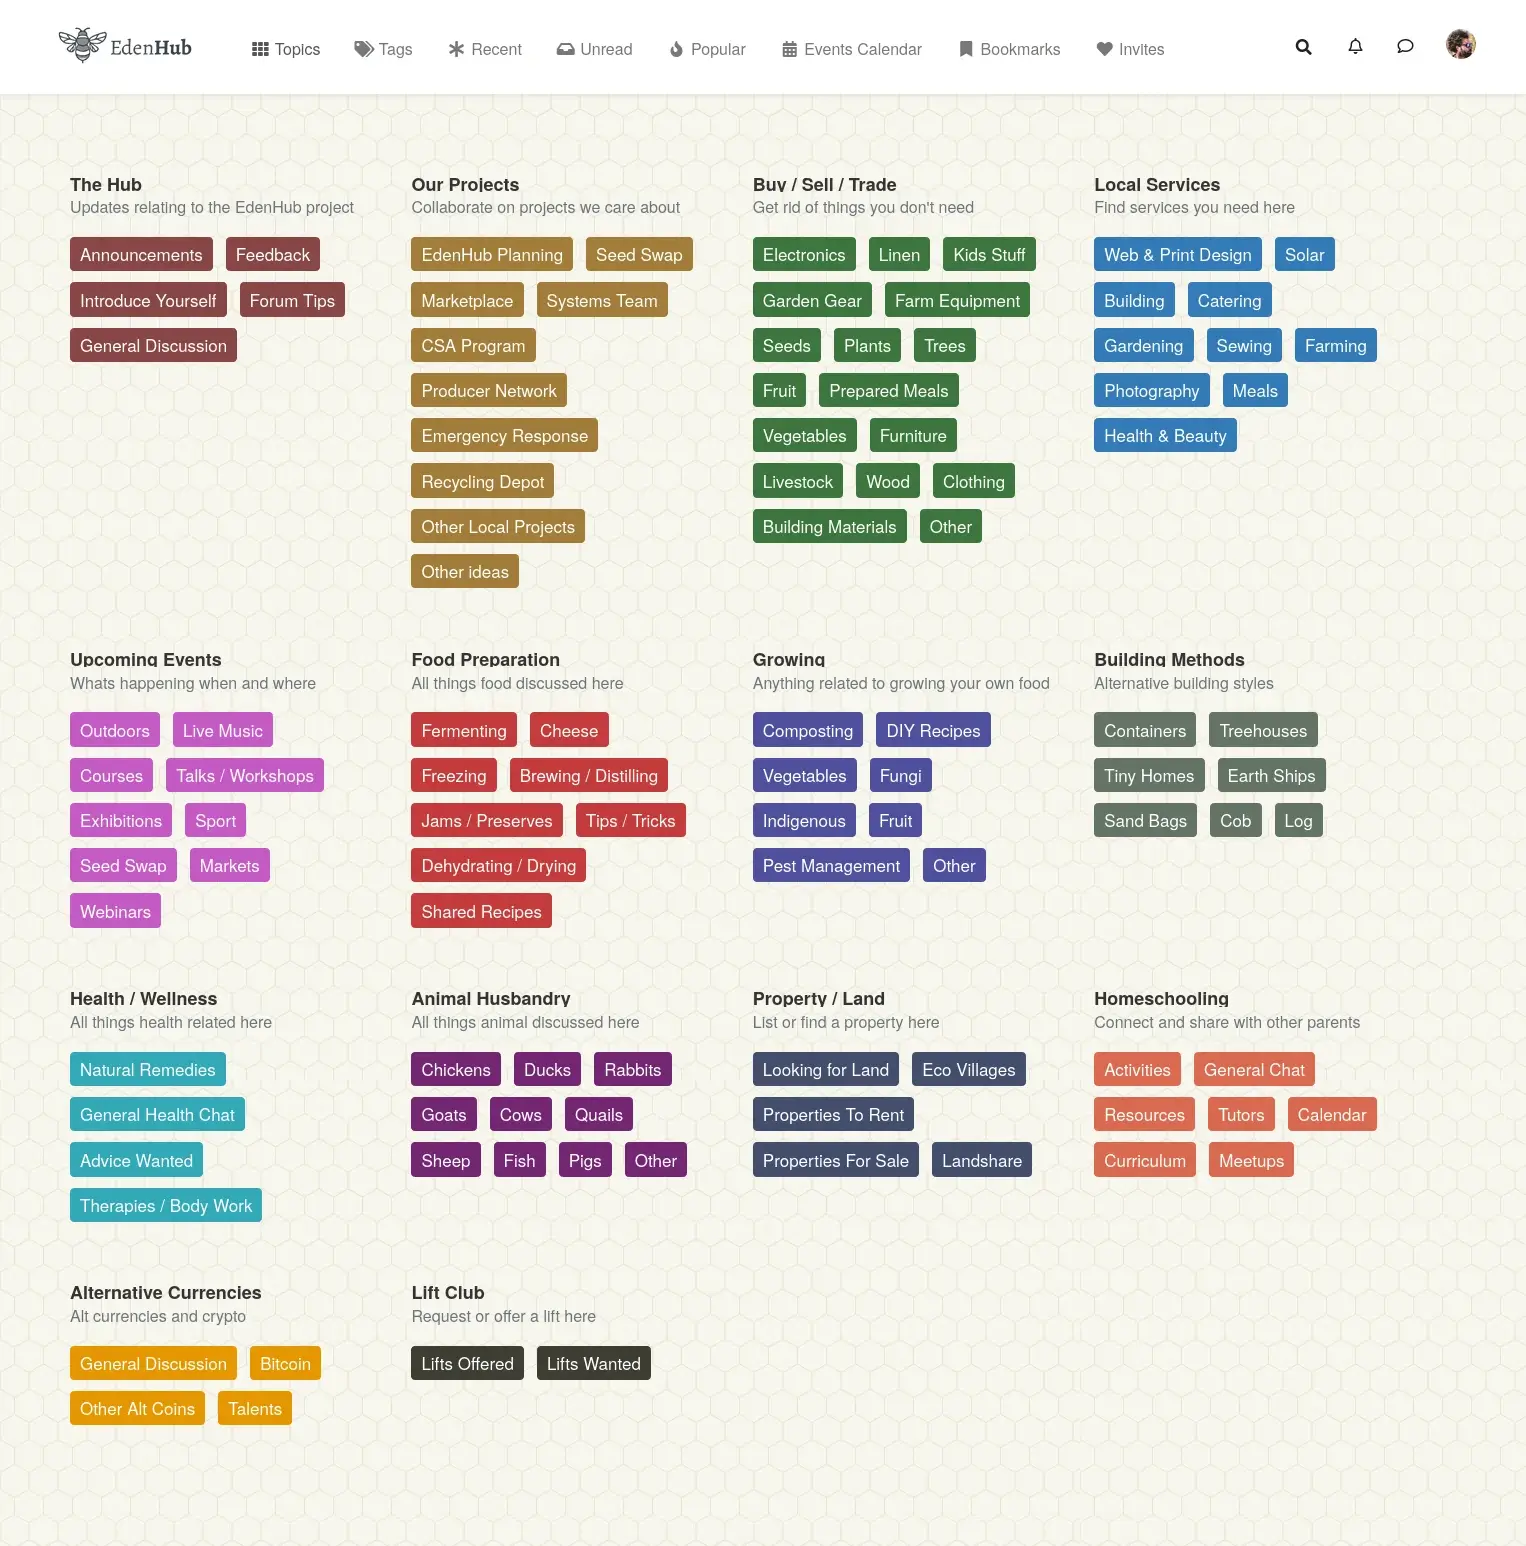 EdenHub Topics Tags Recent Unread Popular Events Calendar Bookmarks Invites
The Hub
Updates relating to the EdenHub project
Announcements Feedback
Introduce Yourself Forum Tips
General Discussion
Our Projects
Collaborate on projects we care about
EdenHub Planning Seed Swap
Marketplace Systems Team
CSA Program
Producer Network
Emergency Response
Recycling Depot
Other Local Projects
Other ideas
Buy / Sell / Trade
Get rid of things you don't need
Electronics Linen Kids Stuff
Garden Gear Farm Equipment
Seeds Plants Trees
Fruit Prepared Meals
Vegetables Furniture
Livestock Wood Clothing
Building Materials Other
Local Services
Find services you need here
Web & Print Design Solar
Building Catering
Gardening Sewing Farming
Photography Meals
Health & Beauty
Upcoming Events
Whats happening when and where
Outdoors Live Music
Courses Talks / Workshops
Exhibitions Sport
Seed Swap Markets
Webinars
Food Preparation
All things food discussed here
Fermenting Cheese
Freezing Brewing / Distilling
Jams / Preserves Tips / Tricks
Dehydrating / Drying
Shared Recipes
Growing
Anything related to growing your own food
Composting DIY Recipes
Vegetables Fungi
Indigenous Fruit
Pest Management Other
Building Methods
Alternative building styles
Containers Treehouses
Tiny Homes Earth Ships
Sand Bags Cob Log
Health / Wellness
All things health related here
Natural Remedies
General Health Chat
Advice Wanted
Therapies / Body Work
Animal Husbandry
All things animal discussed here
Chickens Ducks Rabbits
Goats Cows Quails
Sheep Fish Pigs Other
Property / Land
List or find a property here
Looking for Land Eco Villages
Properties To Rent
Properties For Sale Landshare
Homeschooling
Connect and share with other parents
Activities General Chat
Resources Tutors Calendar
Curriculum Meetups
Alternative Currencies
Alt currencies and crypto
General Discussion Bitcoin
Other Alt Coins Talents
Lift Club
Request or offer a lift here
Lifts Offered Lifts Wanted